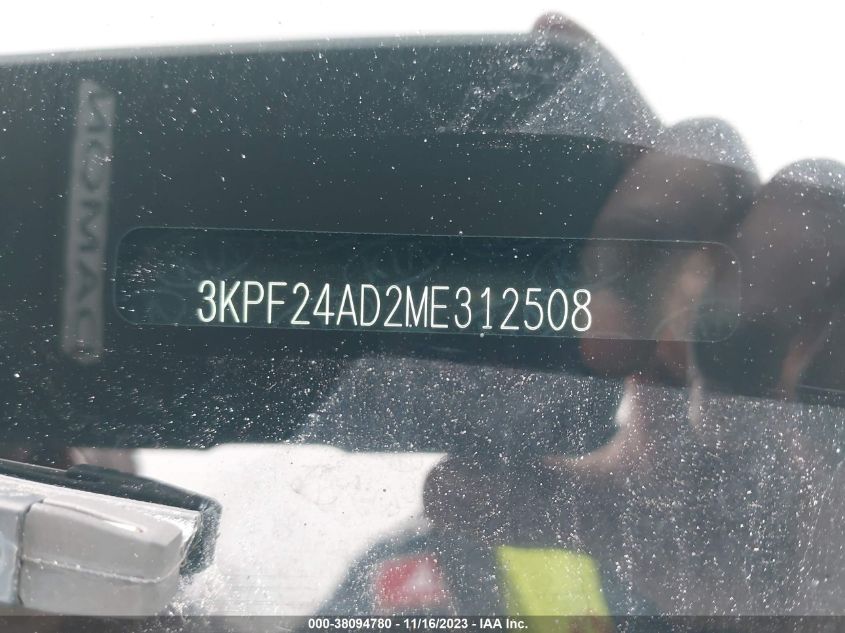 3KPF24AD2ME312508
000-38094780 - 11/16/2023 - IAA Inc.